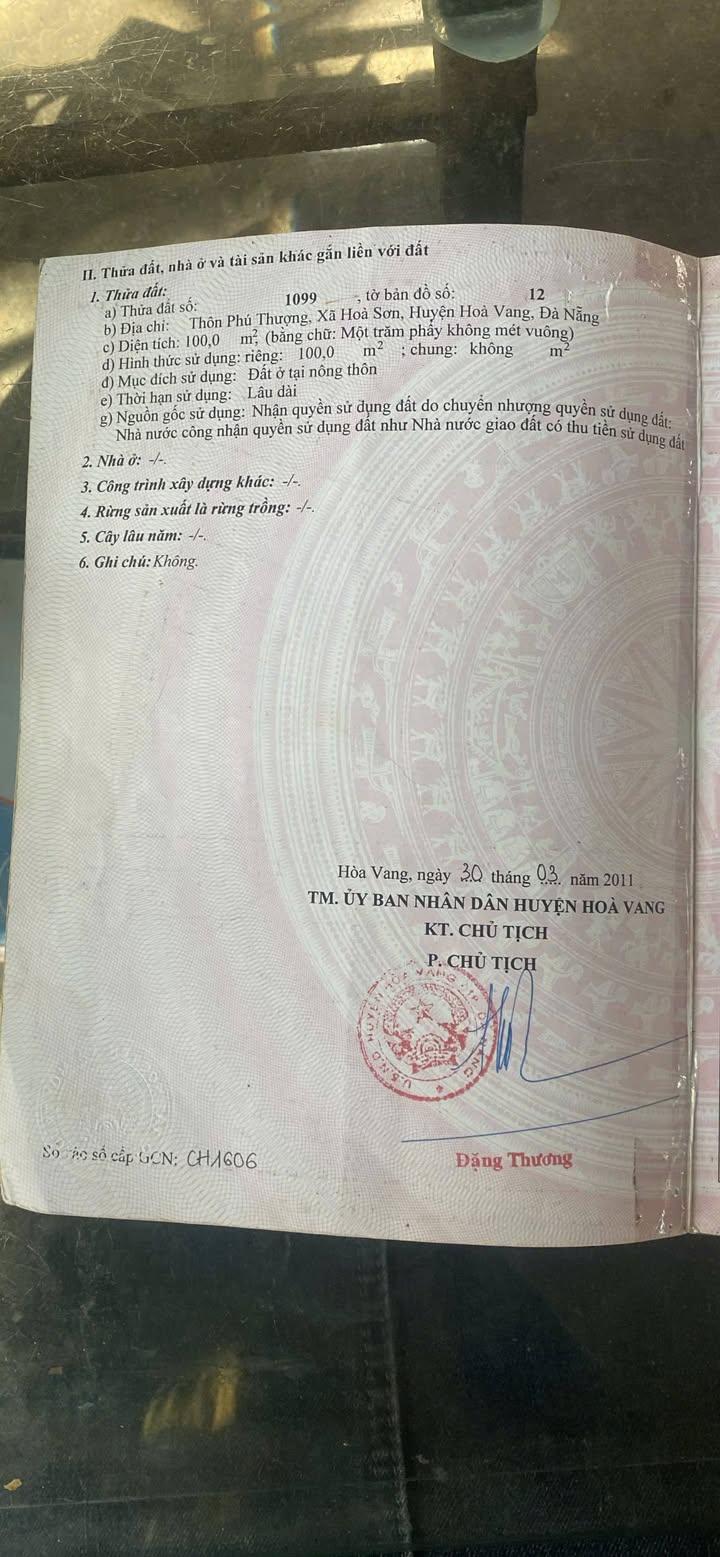 II. Thửa đất, nhà ở và tài sản khác gắn liền với đất
1. Thửa đất:
a) Thửa đất số: 1099 , tờ bản đồ số: 12
b) Địa chỉ: Thôn Phú Thượng, Xã Hoà Sơn, Huyện Hoà Vang, Đà Nẵng
c) Diện tích: 100,0 m², (bằng chữ: Một trăm phẩy không mét vuông)
d) Hình thức sử dụng: riêng: 100,0 m² ; chung: không m²
đ) Mục đích sử dụng: Đất ở tại nông thôn
e) Thời hạn sử dụng: Lâu dài
g) Nguồn gốc sử dụng: Nhận quyền sử dụng đất do chuyển nhượng quyền sử dụng đất:
Nhà nước công nhận quyền sử dụng đất như Nhà nước giao đất có thu tiền sử dụng đất
2. Nhà ở: -/-.
3. Công trình xây dựng khác: -/-.
4. Rừng sản xuất là rừng trồng: -/-.
5. Cây lâu năm: -/-.
6. Ghi chú: Không.
Hòa Vang, ngày 30 tháng 03 năm 2011
TM. ỦY BAN NHÂN DÂN HUYỆN HOÀ VANG
KT. CHỦ TỊCH
P. CHỦ TỊCH
U.B.N.D HUYỆN HÒA VANG TP. ĐÀ NẴNG
Đặng Thương
Số vào sổ cấp GCN: CH1606